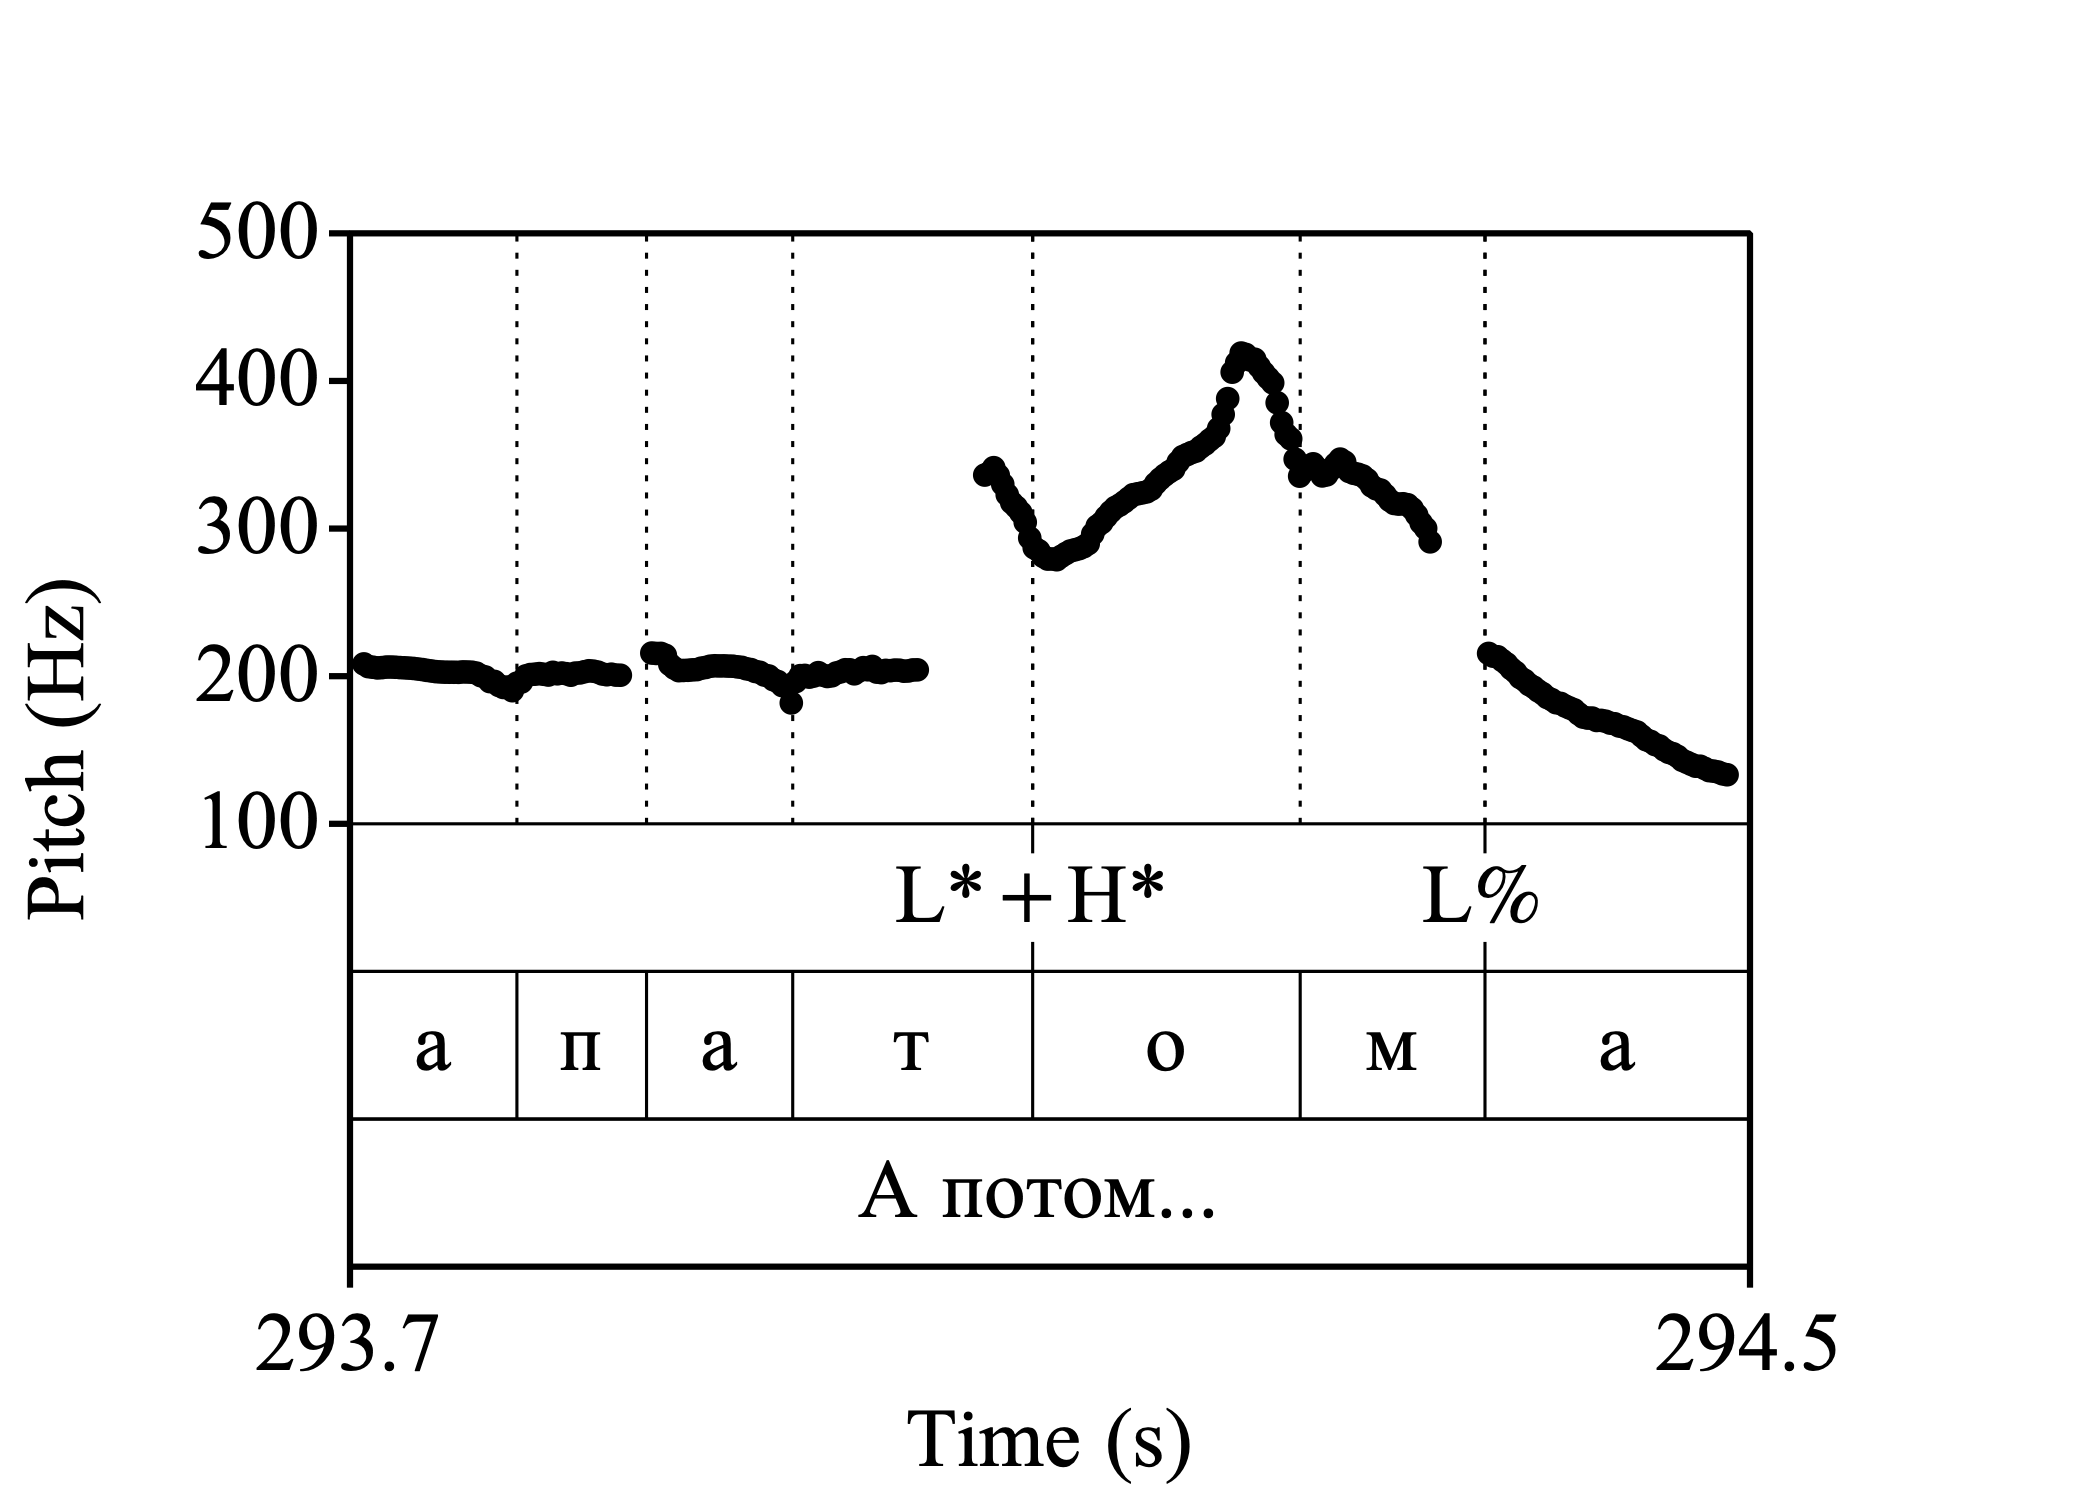 500
400
300
200
100
Pitch (Hz)
L*+H* L%
а п а т о м а
А потом...
293.7 294.5
Time (s)